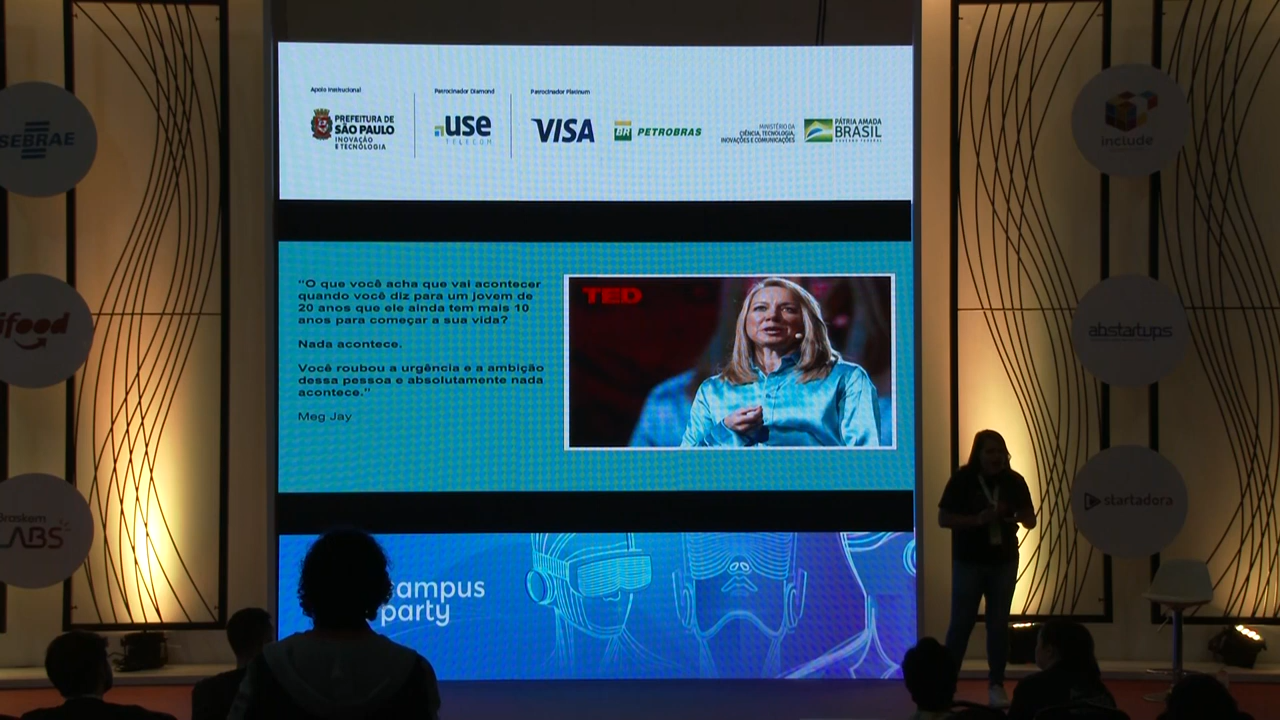 Apoio Institucional
Patrocinador Diamond
Patrocinador Platinum
PREFEITURA DE
SÃO PAULO
INOVAÇÃO
E TECNOLOGIA
use
TELECOM
VISA
BR PETROBRAS
MINISTÉRIO DA
CIÊNCIA, TECNOLOGIA,
INOVAÇÕES E COMUNICAÇÕES
PÁTRIA AMADA
BRASIL
GOVERNO FEDERAL
SEBRAE
include
"O que você acha que vai acontecer
quando você diz para um jovem de
20 anos que ele ainda tem mais 10
anos para começar a sua vida?
Nada acontece.
Você roubou a urgência e a ambição
dessa pessoa e absolutamente nada
acontece."
Meg Jay
TED
ifood
abstartups
Braskem
LABS
startadora
campus
party